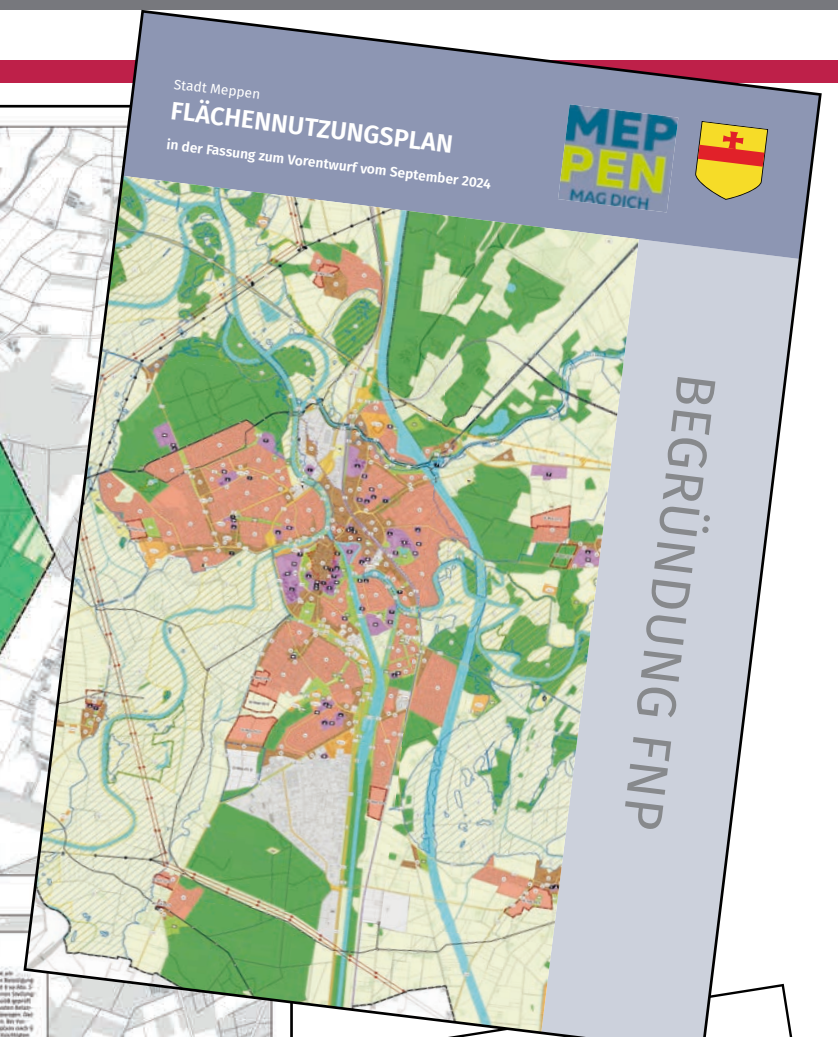 Stadt Meppen
FLÄCHENNUTZUNGSPLAN
in der Fassung zum Vorentwurf vom September 2024
MEP
PEN
MAG DICH
BEGRÜNDUNG FNP